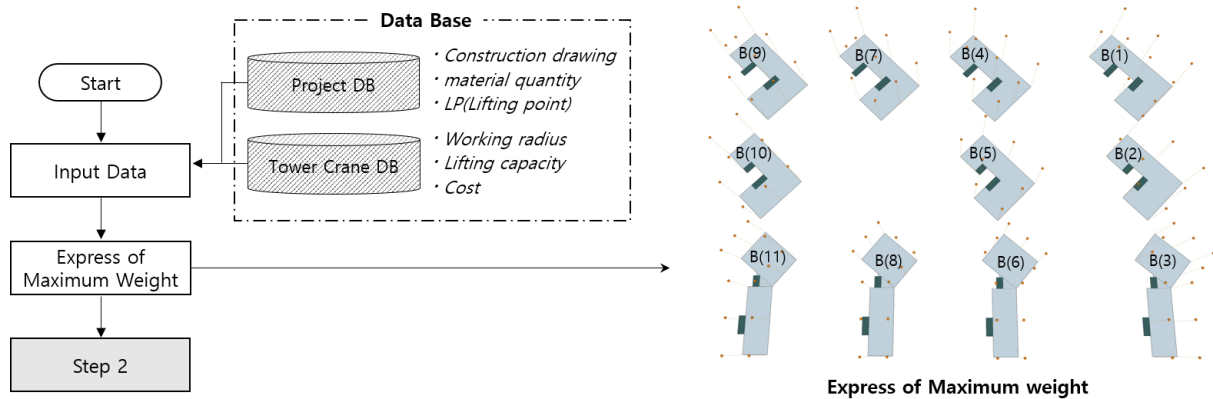 Data Base
Start
Project DB
· Construction drawing
· material quantity
· LP(Lifting point)
Input Data
Tower Crane DB
· Working radius
· Lifting capacity
· Cost
Express of
Maximum Weight
Step 2
B(9)
B(7)
B(4)
B(1)
B(10)
B(5)
B(2)
B(11)
B(8)
B(6)
B(3)
Express of Maximum weight